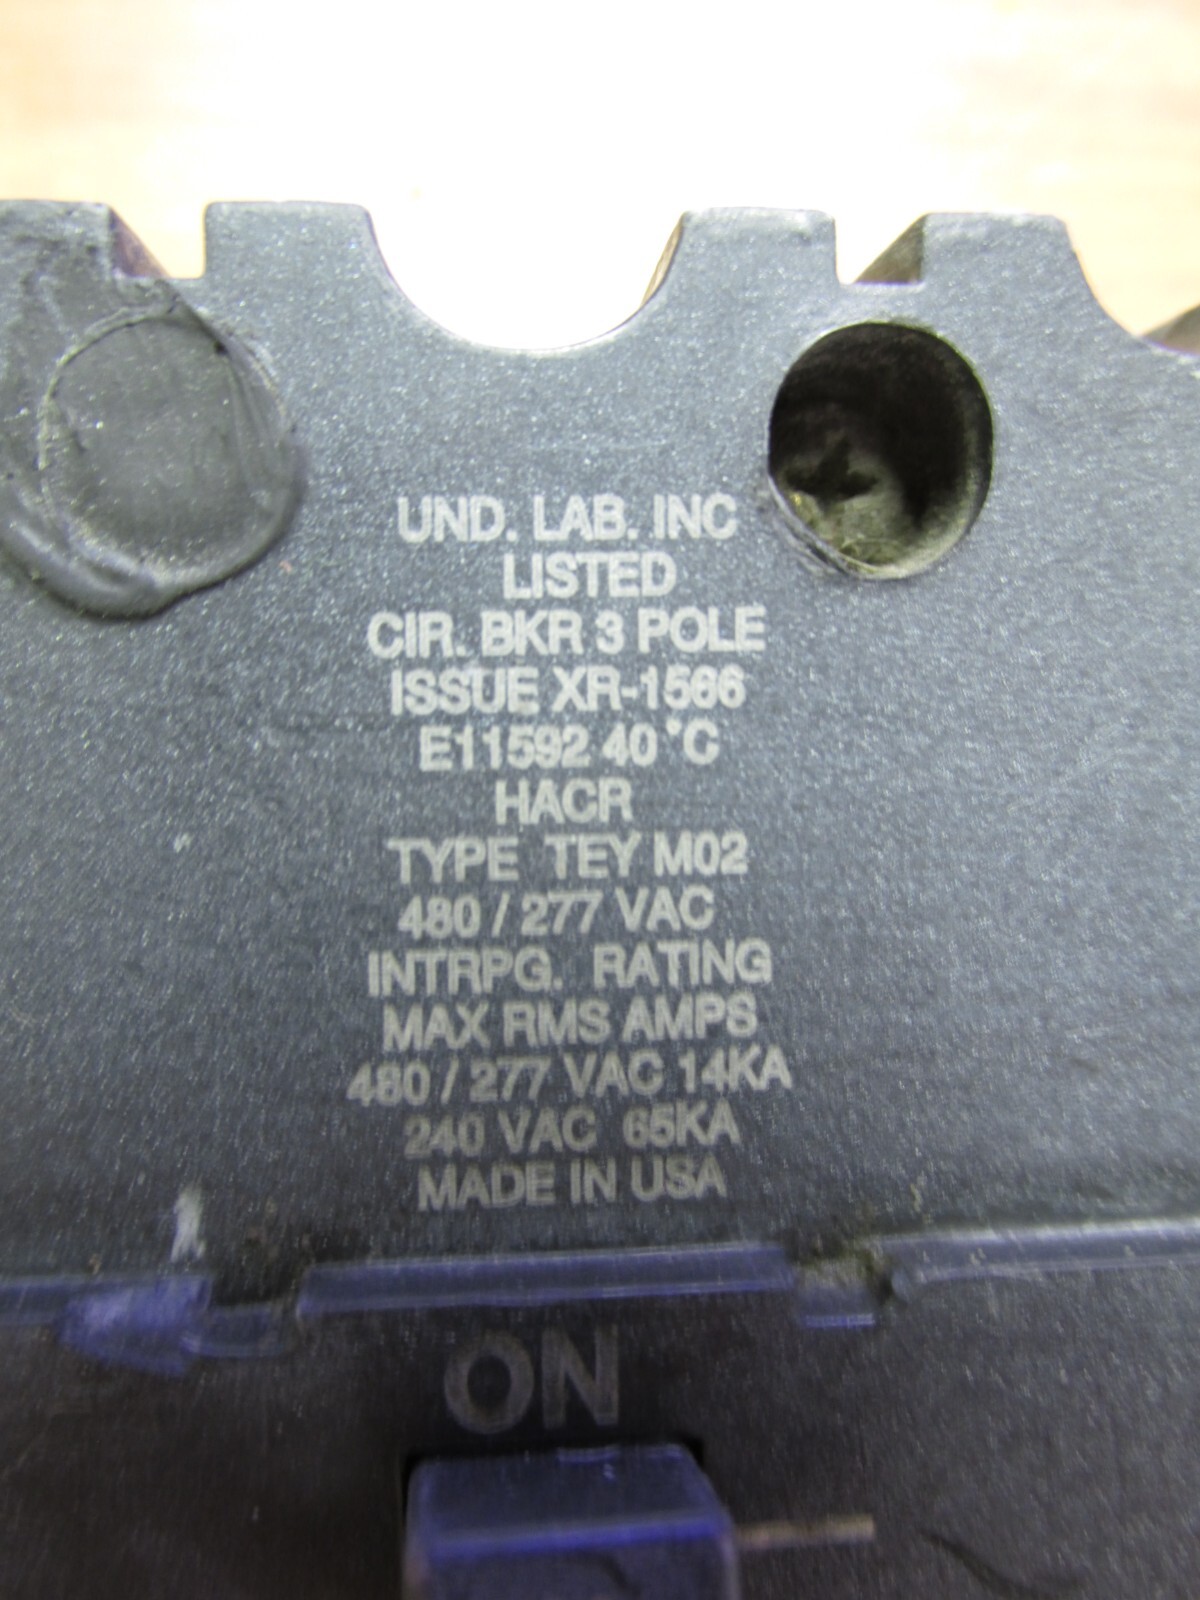 UND. LAB. INC
LISTED
CIR. BKR 3 POLE
ISSUE XR-1566
E11592 40 °C
HACR
TYPE TEY M02
480 / 277 VAC
INTRPG. RATING
MAX RMS AMPS
480 / 277 VAC 14KA
240 VAC 65KA
MADE IN USA
ON